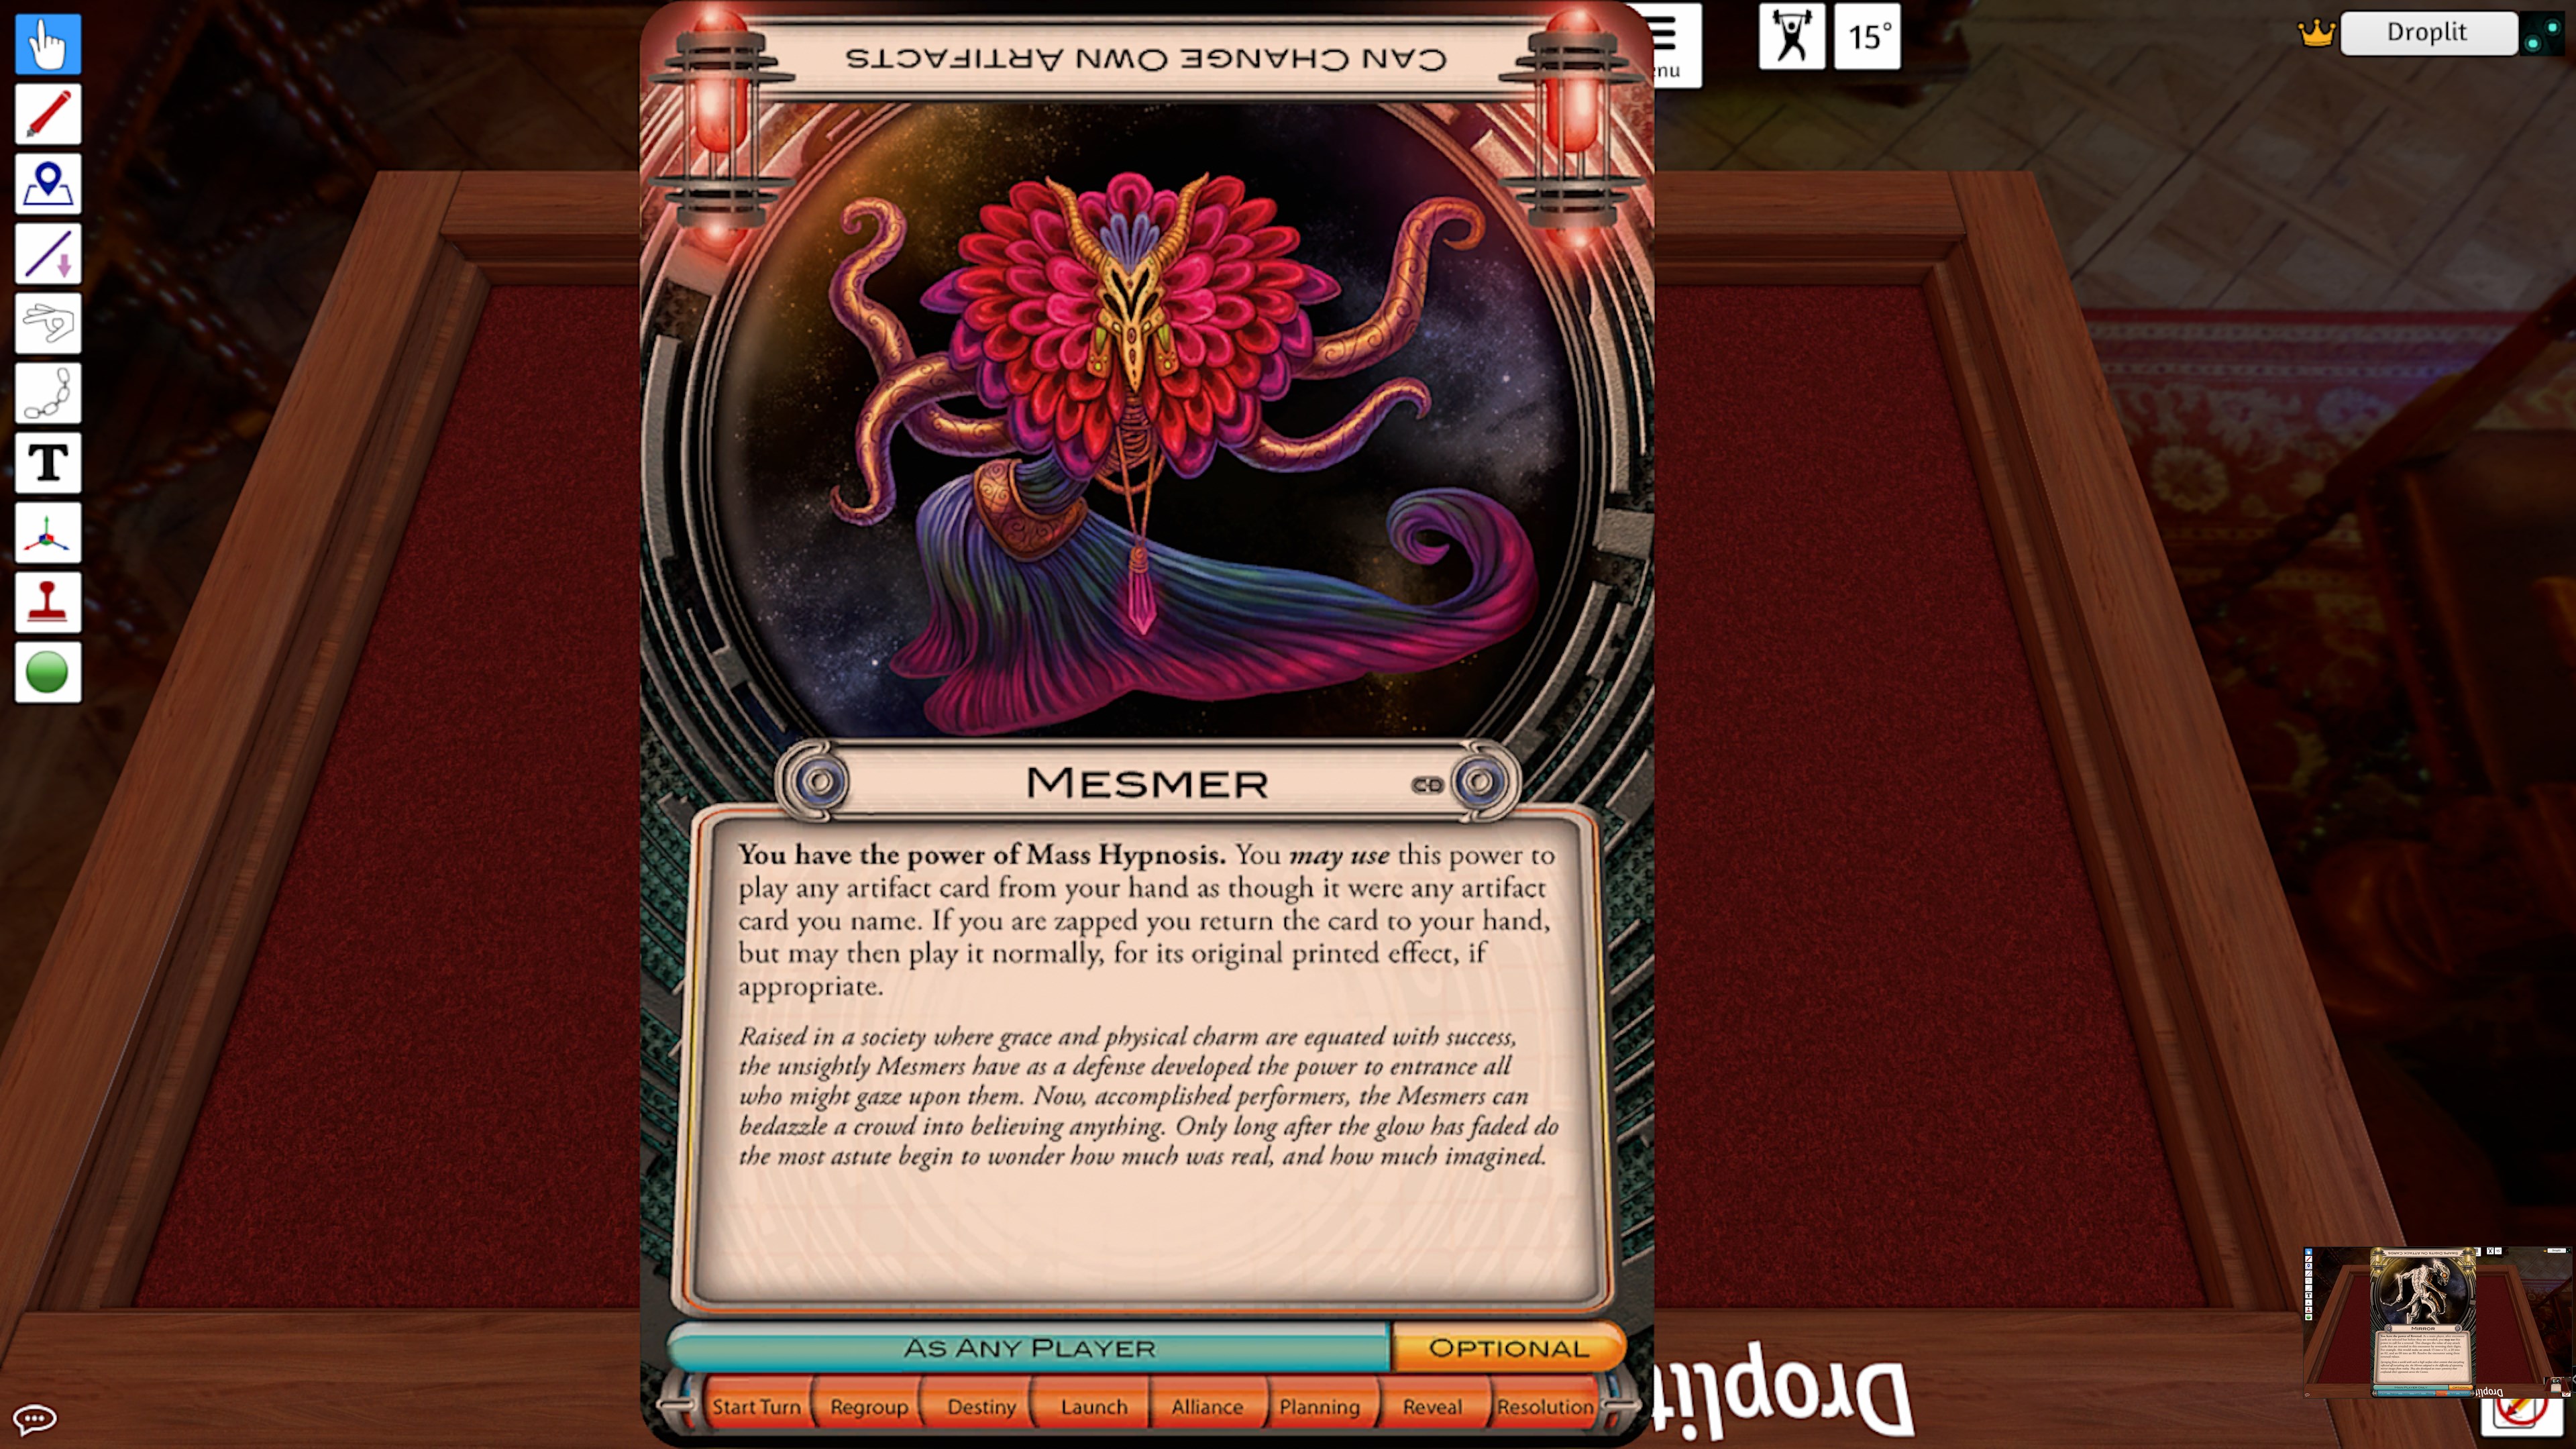 CAN CHANGE OWN ARTIFACTS
nu
15°
Droplit
T
MESMER
You have the power of Mass Hypnosis. You may use this power to
play any artifact card from your hand as though it were any artifact
card you name. If you are zapped you return the card to your hand,
but may then play it normally, for its original printed effect, if
appropriate.
Raised in a society where grace and physical charm are equated with success,
the unsightly Mesmers have as a defense developed the power to entrance all
who might gaze upon them. Now, accomplished performers, the Mesmers can
bedazzle a crowd into believing anything. Only long after the glow has faded do
the most astute begin to wonder how much was real, and how much imagined.
AS ANY PLAYER
OPTIONAL
Start Turn Regroup Destiny Launch Alliance Planning Reveal Resolution
Droplit
MIRROR